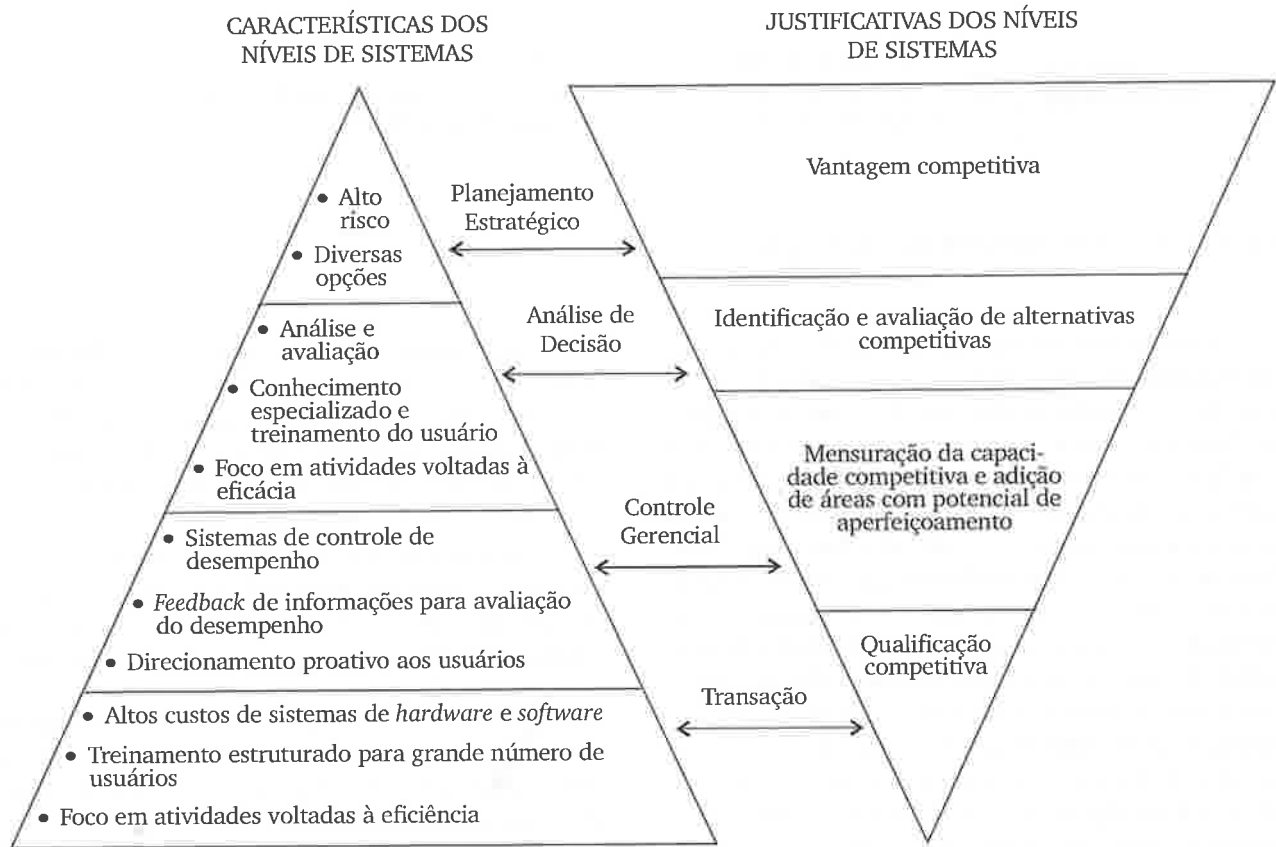 CARACTERÍSTICAS DOS
NÍVEIS DE SISTEMAS
JUSTIFICATIVAS DOS NÍVEIS
DE SISTEMAS
• Alto
risco
• Diversas
opções
Planejamento
Estratégico
Vantagem competitiva
• Análise e
avaliação
• Conhecimento
especializado e
treinamento do usuário
• Foco em atividades voltadas à
eficácia
Análise de
Decisão
Identificação e avaliação de alternativas
competitivas
• Sistemas de controle de
desempenho
• Feedback de informações para avaliação
do desempenho
• Direcionamento proativo aos usuários
Controle
Gerencial
Mensuração da capaci-
dade competitiva e adição
de áreas com potencial de
aperfeiçoamento
• Altos custos de sistemas de hardware e software
• Treinamento estruturado para grande número de
usuários
• Foco em atividades voltadas à eficiência
Transação
Qualificação
competitiva